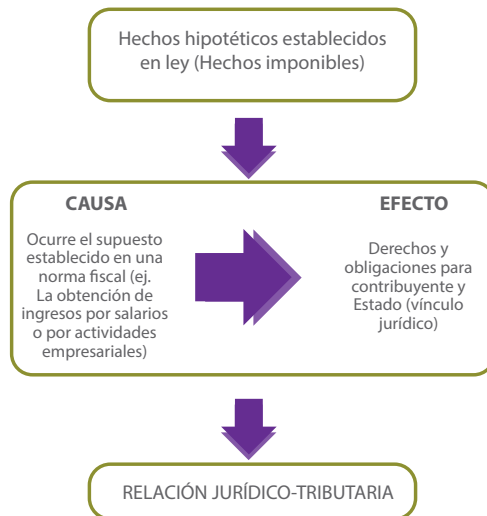 Hechos hipotéticos establecidos
en ley (Hechos imponibles)
CAUSA
Ocurre el supuesto
establecido en una
norma fiscal (ej.
La obtención de
ingresos por salarios
o por actividades
empresariales)
EFECTO
Derechos y
obligaciones para
contribuyente y
Estado (vínculo
jurídico)
RELACIÓN JURÍDICO-TRIBUTARIA